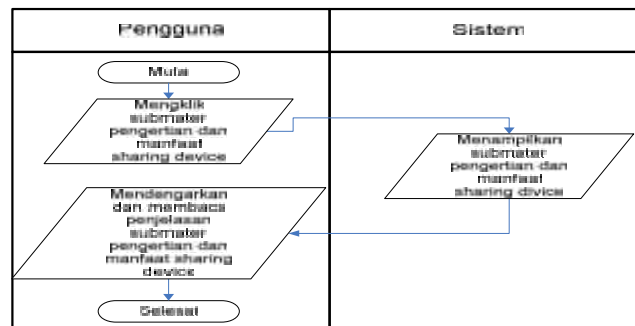 Pengguna
Sistem
Mulai
Mengklik
submater
pengertian dan
manfaat
sharing device
Menampilkan
submater
pengertian dan
manfaat
sharing divice
Mendengarkan
dan membaca
penjelasan
submater
pengertian dan
manfaat sharing
device
Selesai